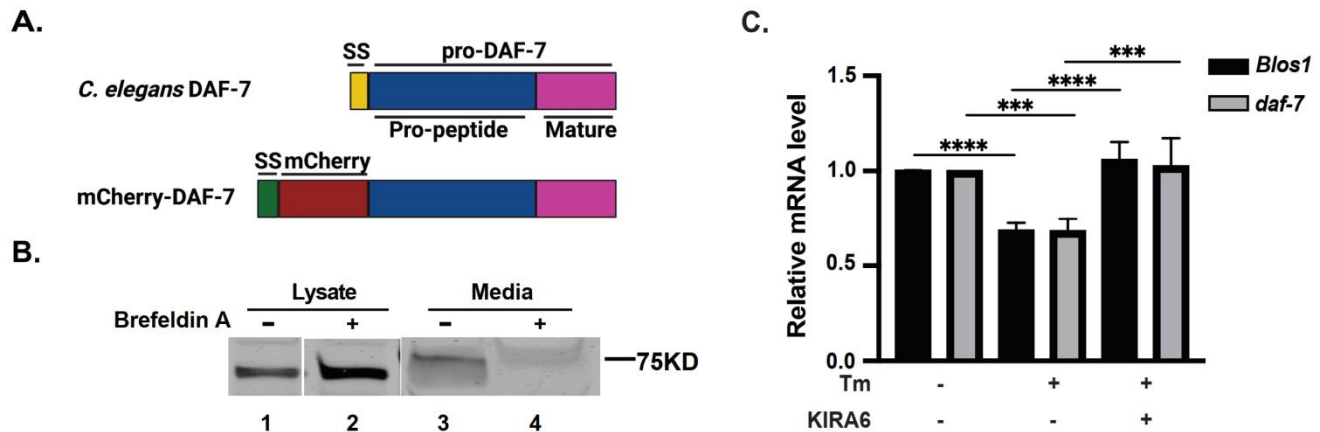 A.
SS
pro-DAF-7
C. elegans DAF-7
Pro-peptide
Mature
SS mCherry
mCherry-DAF-7
B.
Lysate
Media
Brefeldin A
- + - +
75KD
1 2 3 4
C.
Relative mRNA level
1.5
1.0
0.5
0.0
****
***
****
***
Blos1
daf-7
Tm - + +
KIRA6 - - +